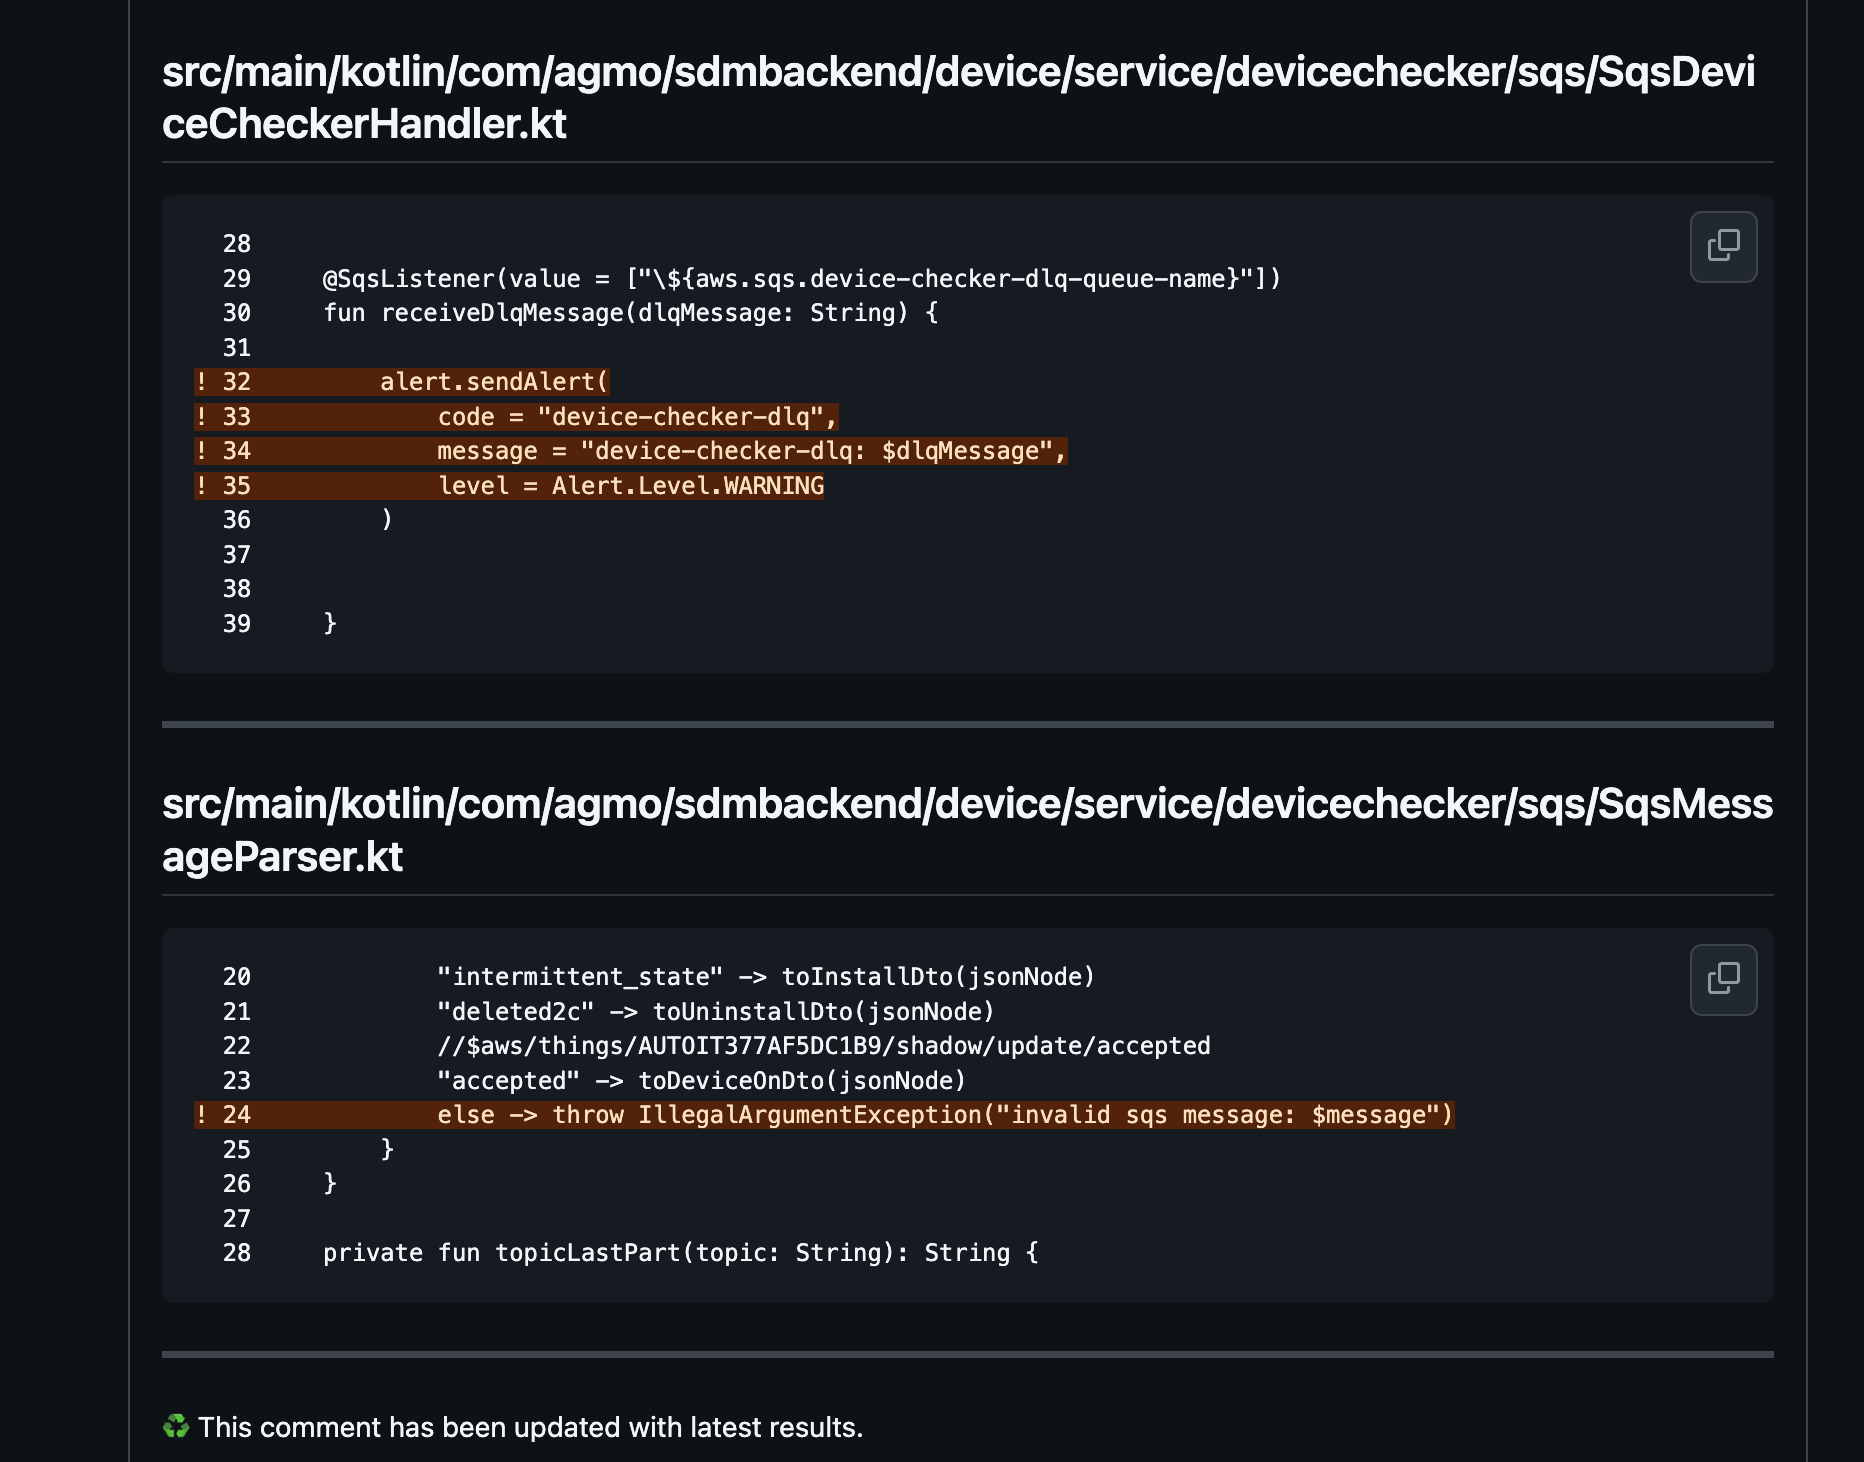 src/main/kotlin/com/agmo/sdmbackend/device/service/devicechecker/sqs/SqsDevi
ceCheckerHandler.kt
28
29     @SqsListener(value = ["\${aws.sqs.device-checker-dlq-queue-name}"])
30     fun receiveDlqMessage(dlqMessage: String) {
31
! 32         alert.sendAlert(
! 33             code = "device-checker-dlq",
! 34             message = "device-checker-dlq: $dlqMessage",
! 35             level = Alert.Level.WARNING
36         )
37
38
39     }
src/main/kotlin/com/agmo/sdmbackend/device/service/devicechecker/sqs/SqsMess
ageParser.kt
20             "intermittent_state" -> toInstallDto(jsonNode)
21             "deleted2c" -> toUninstallDto(jsonNode)
22             //$aws/things/AUTOIT377AF5DC1B9/shadow/update/accepted
23             "accepted" -> toDeviceOnDto(jsonNode)
! 24             else -> throw IllegalArgumentException("invalid sqs message: $message")
25         }
26     }
27
28     private fun topicLastPart(topic: String): String {
♻️ This comment has been updated with latest results.